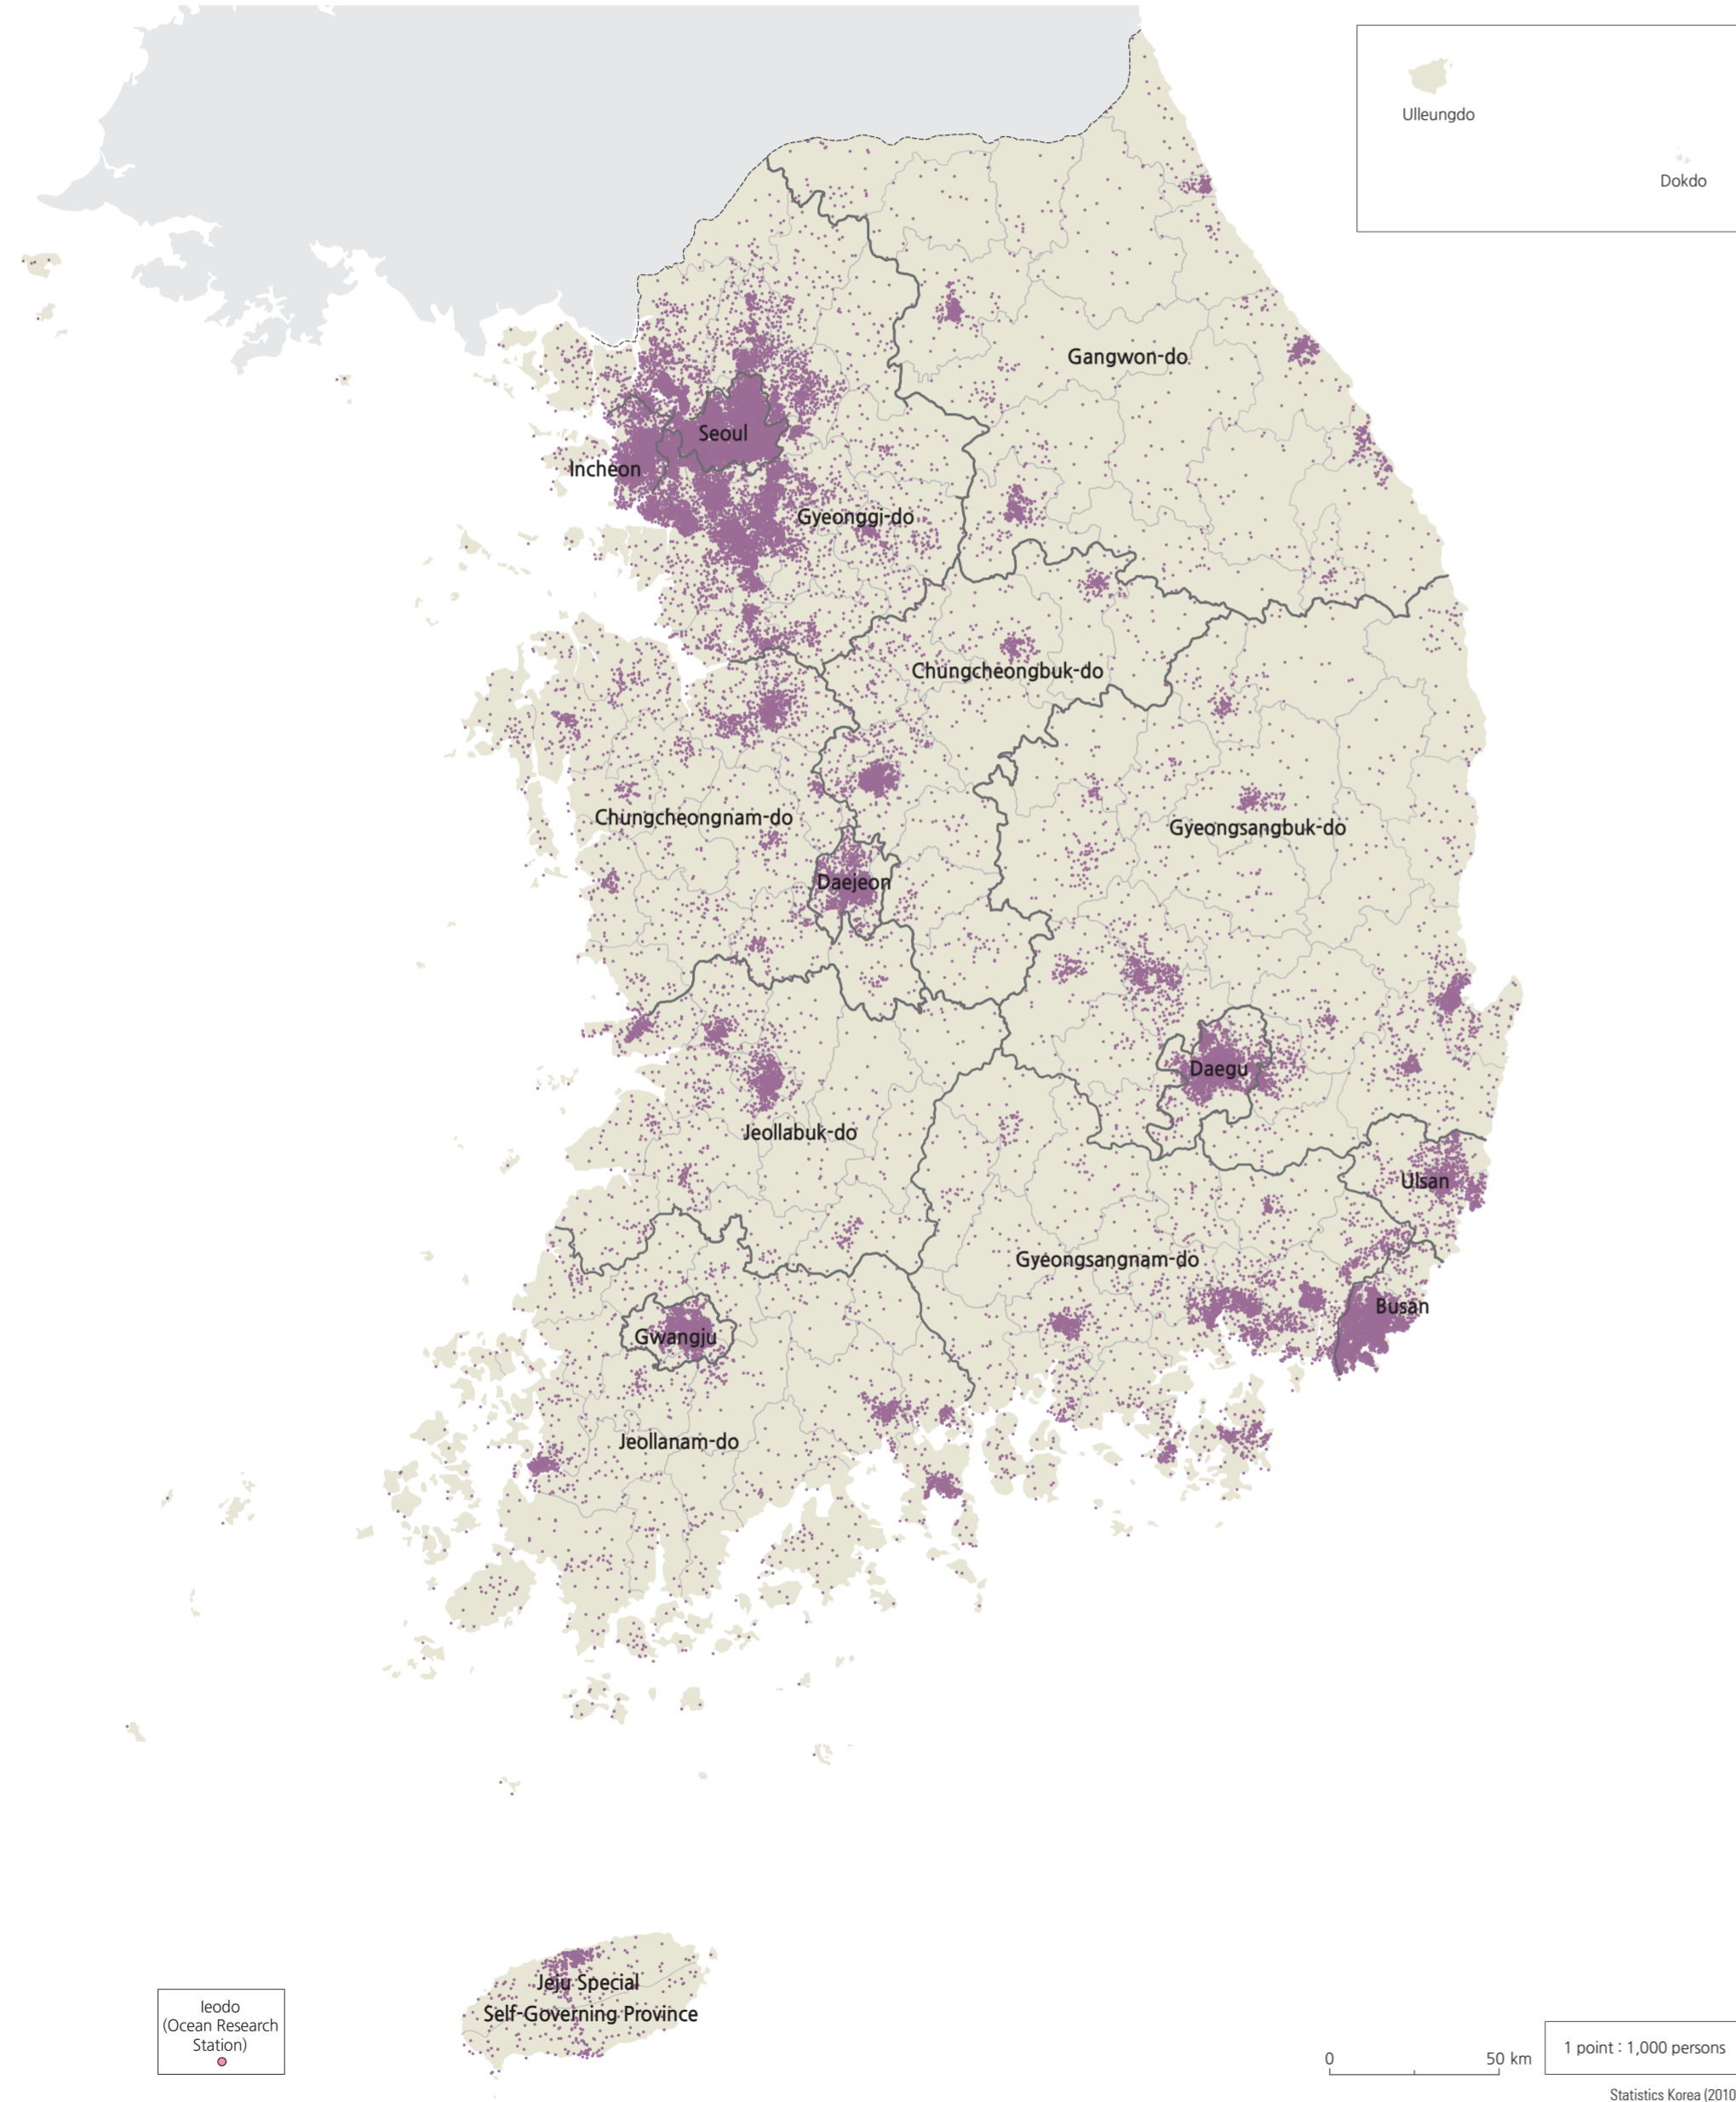 Ulleungdo
Dokdo
Gangwon-do
Seoul
Incheon
Gyeonggi-do
Chungcheongbuk-do
Chungcheongnam-do
Gyeongsangbuk-do
Daejeon
Daegu
Jeollabuk-do
Ulsan
Gyeongsangnam-do
Busan
Gwangju
Jeollanam-do
Jeju Special
Self-Governing Province
Ieodo
(Ocean Research
Station)
0 50 km
1 point : 1,000 persons
Statistics Korea (2010